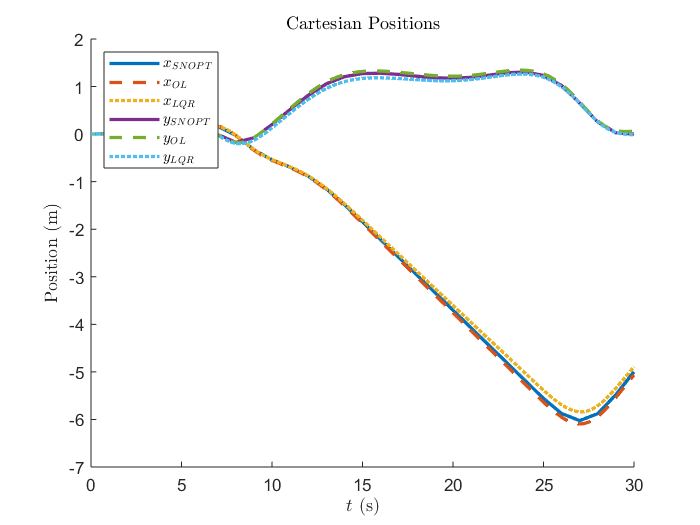 Cartesian Positions
2
1
0
-1
-2
-3
-4
-5
-6
-7
Position (m)
x_SNOPT
x_OL
x_LQR
y_SNOPT
y_OL
y_LQR
0 5 10 15 20 25 30
t (s)